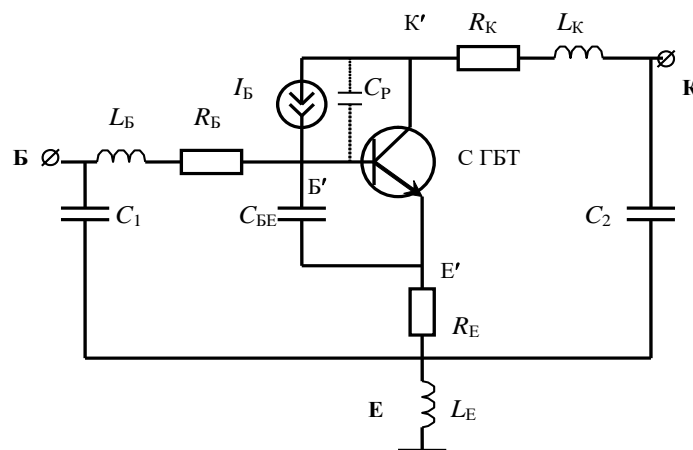 К′
R_К
L_К
I_Б
C_Р
К
L_Б
R_Б
Б
С ГБТ
Б′
C_1
C_БЕ
C_2
Е′
R_Е
Е
L_Е